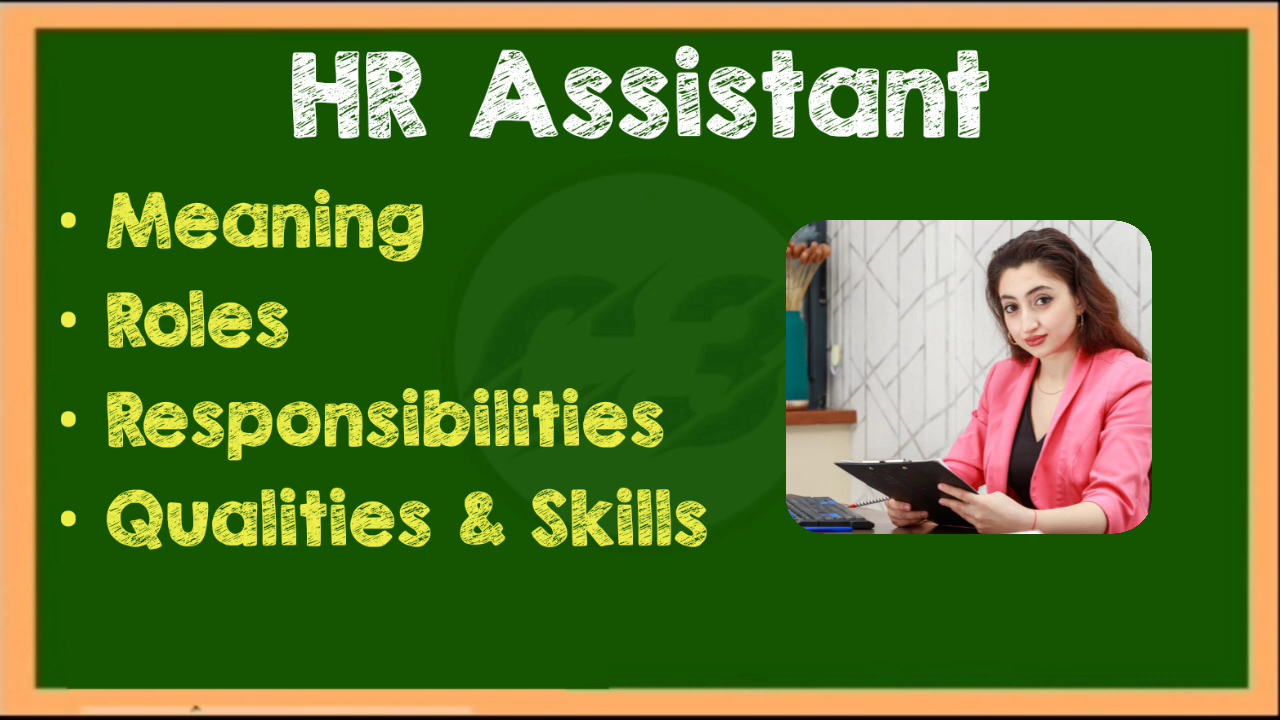 HR Assistant
• Meaning
• Roles
• Responsibilities
• Qualities & Skills